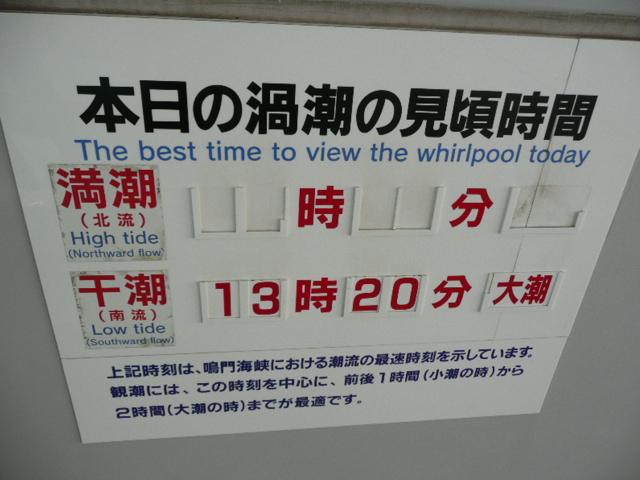 本日の渦潮の見頃時間
The best time to view the whirlpool today
満潮 時 分
(北流)
High tide
(Northward flow)
干潮 13時20分 大潮
(南流)
Low tide
(Southward flow)
上記時刻は、鳴門海峡における潮流の最速時刻を示しています。
観潮には、この時刻を中心に、前後1時間(小潮の時)から
2時間(大潮の時)までが最適です。